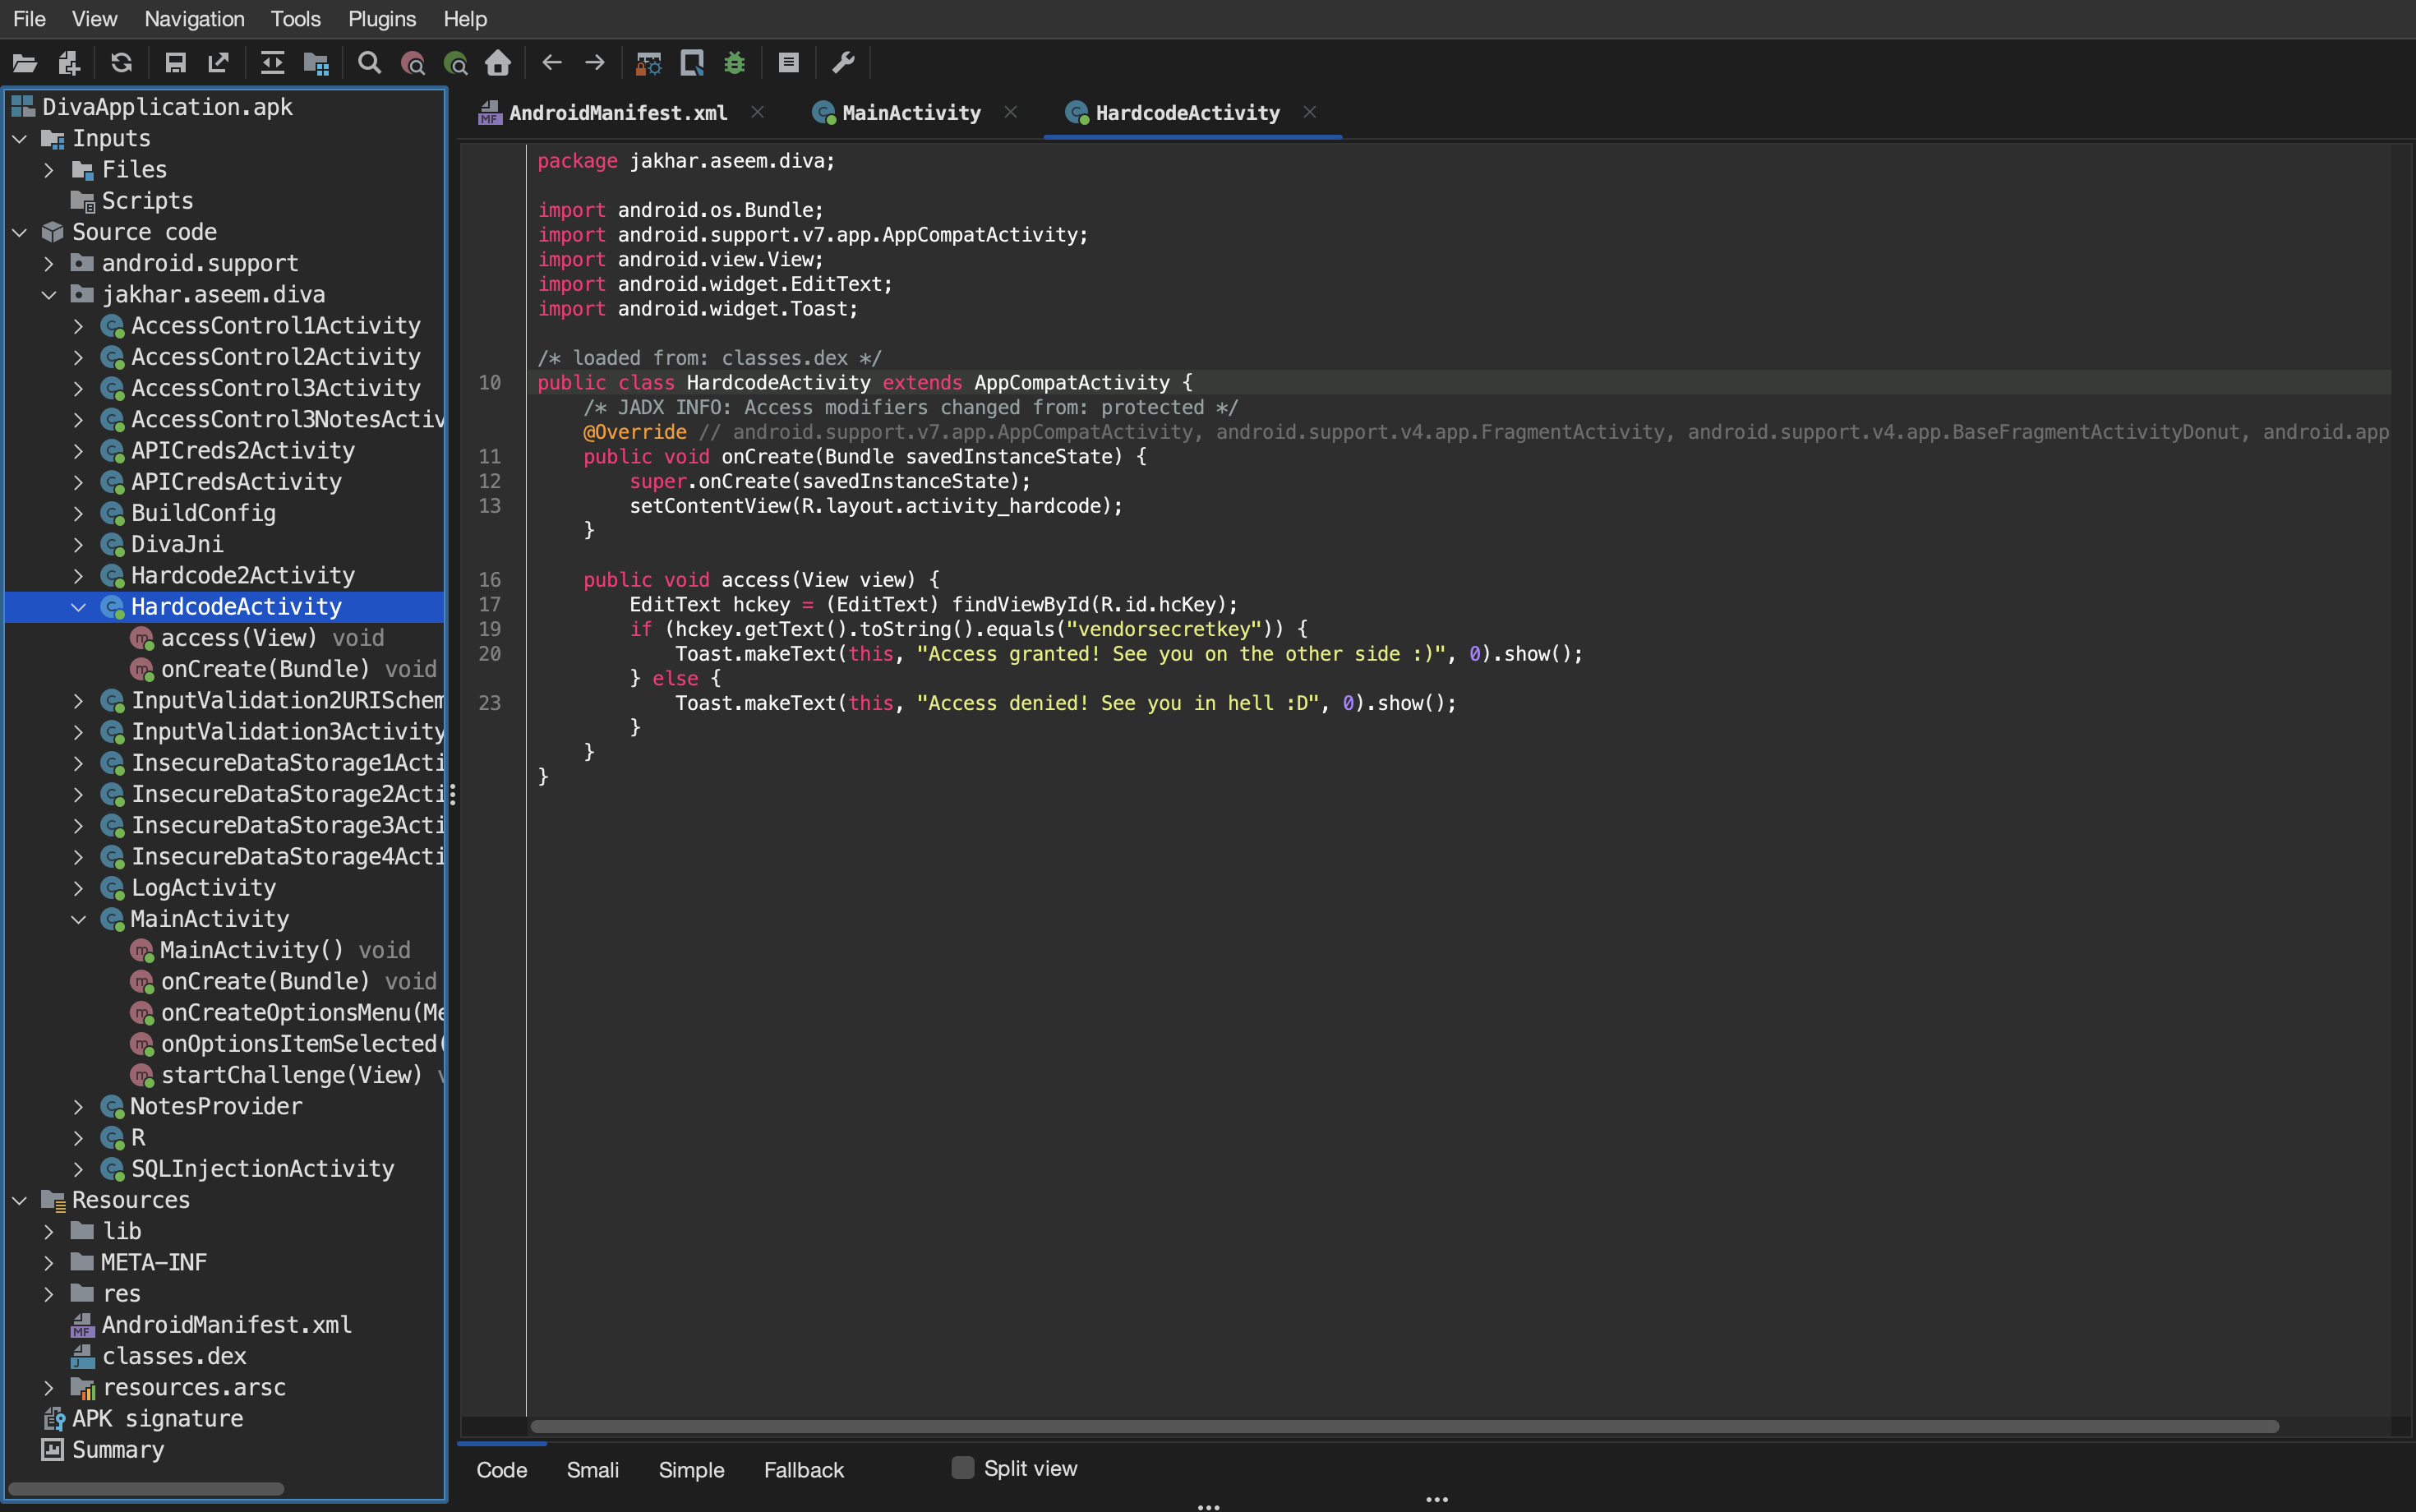 File View Navigation Tools Plugins Help
DivaApplication.apk
Inputs
Files
Scripts
Source code
android.support
jakhar.aseem.diva
AccessControl1Activity
AccessControl2Activity
AccessControl3Activity
AccessControl3NotesActiv
APICreds2Activity
APICredsActivity
BuildConfig
DivaJni
Hardcode2Activity
HardcodeActivity
access(View) void
onCreate(Bundle) void
InputValidation2URISchem
InputValidation3Activity
InsecureDataStorage1Acti
InsecureDataStorage2Acti
InsecureDataStorage3Acti
InsecureDataStorage4Acti
LogActivity
MainActivity
MainActivity() void
onCreate(Bundle) void
onCreateOptionsMenu(Me
onOptionsItemSelected(
startChallenge(View) v
NotesProvider
R
SQLInjectionActivity
Resources
lib
META-INF
res
AndroidManifest.xml
classes.dex
resources.arsc
APK signature
Summary
AndroidManifest.xml MainActivity HardcodeActivity
package jakhar.aseem.diva;
import android.os.Bundle;
import android.support.v7.app.AppCompatActivity;
import android.view.View;
import android.widget.EditText;
import android.widget.Toast;
/* loaded from: classes.dex */
10 public class HardcodeActivity extends AppCompatActivity {
/* JADX INFO: Access modifiers changed from: protected */
@Override // android.support.v7.app.AppCompatActivity, android.support.v4.app.FragmentActivity, android.support.v4.app.BaseFragmentActivityDonut, android.app
11 public void onCreate(Bundle savedInstanceState) {
12 super.onCreate(savedInstanceState);
13 setContentView(R.layout.activity_hardcode);
}
16 public void access(View view) {
17 EditText hckey = (EditText) findViewById(R.id.hcKey);
19 if (hckey.getText().toString().equals("vendorsecretkey")) {
20 Toast.makeText(this, "Access granted! See you on the other side :)", 0).show();
} else {
23 Toast.makeText(this, "Access denied! See you in hell :D", 0).show();
}
}
}
Code Smali Simple Fallback Split view